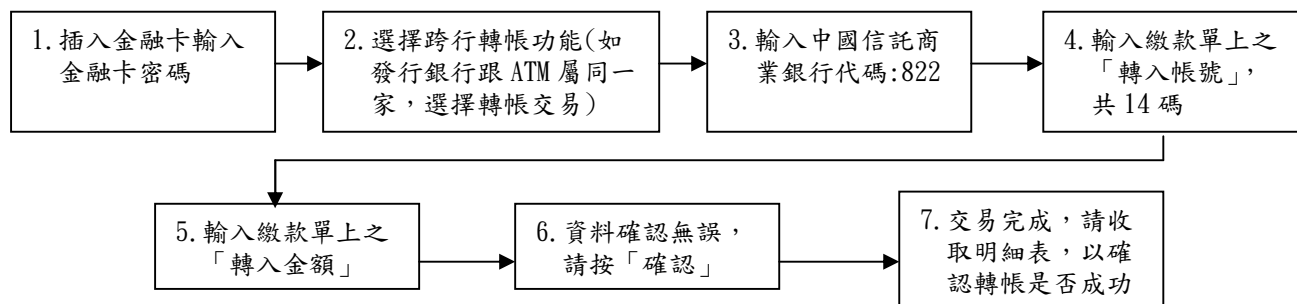 1.插入金融卡輸入
金融卡密碼
2.選擇跨行轉帳功能(如
發行銀行跟 ATM 屬同一
家，選擇轉帳交易)
3.輸入中國信託商
業銀行代碼:822
4.輸入繳款單上之
「轉入帳號」，
共 14 碼
5.輸入繳款單上之
「轉入金額」
6.資料確認無誤，
請按「確認」
7.交易完成，請收
取明細表，以確
認轉帳是否成功